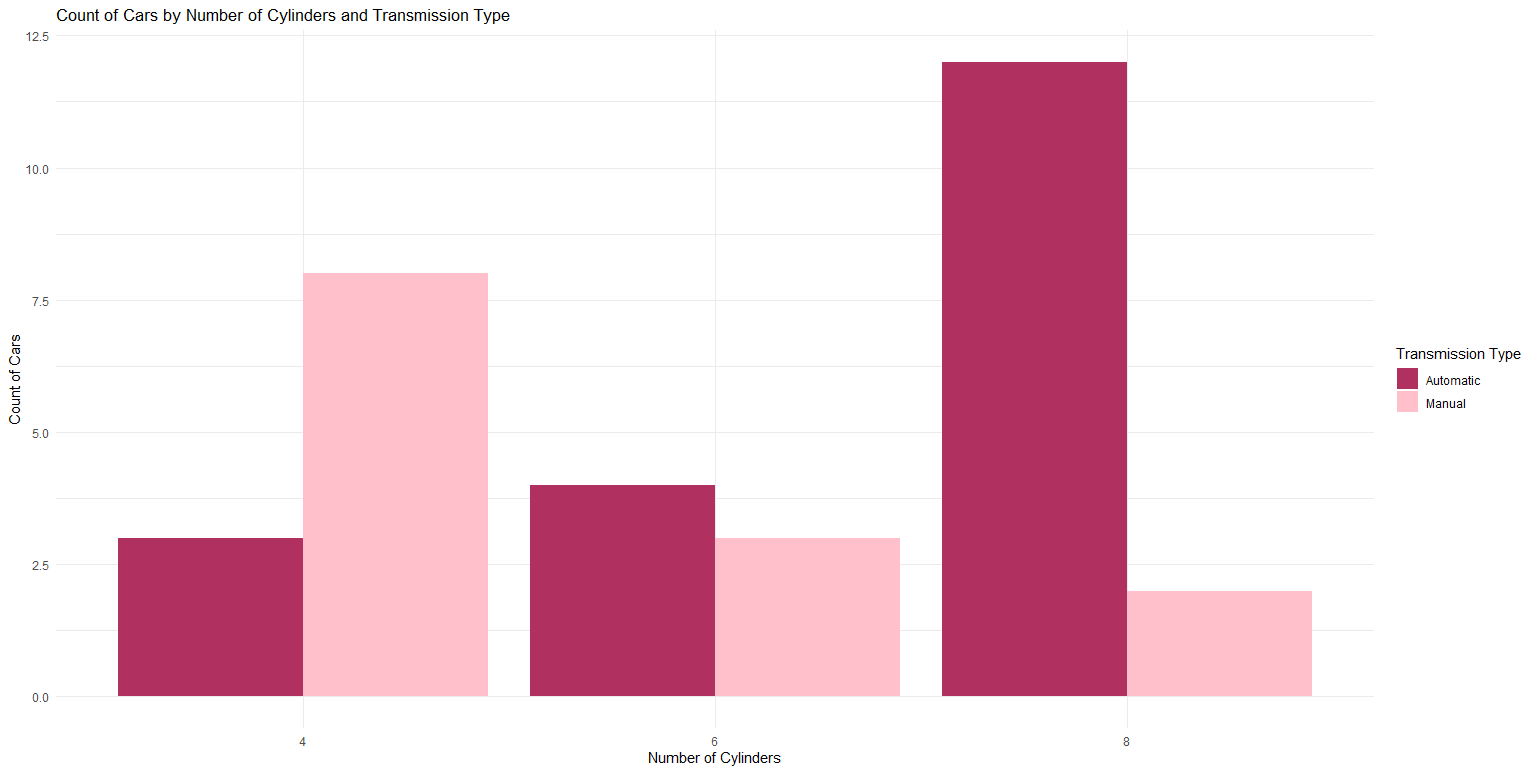 Count of Cars by Number of Cylinders and Transmission Type
12.5
10.0
7.5
5.0
2.5
0.0
Count of Cars
4 6 8
Number of Cylinders
Transmission Type
Automatic
Manual